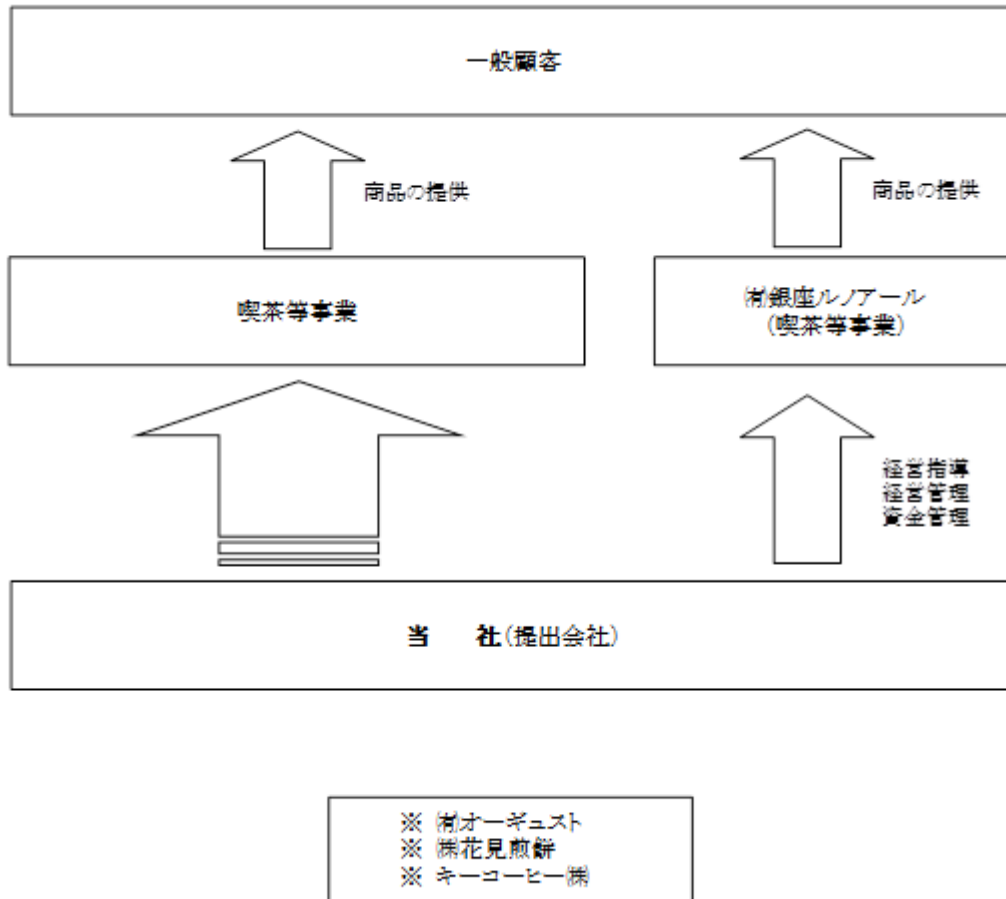 一般顧客
商品の提供
商品の提供
喫茶等事業
㈲銀座ルノアール
(喫茶等事業)
経営指導
経営管理
資金管理
当　　社(提出会社)
※ ㈲オーギュスト
※ ㈱花見煎餅
※ キーコーヒー㈱